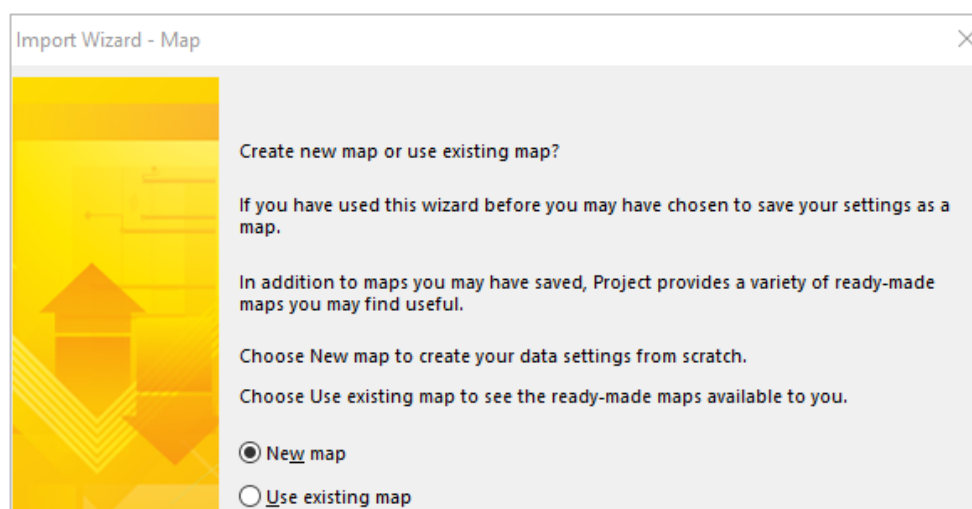 Import Wizard - Map
Create new map or use existing map?
If you have used this wizard before you may have chosen to save your settings as a
map.
In addition to maps you may have saved, Project provides a variety of ready-made
maps you may find useful.
Choose New map to create your data settings from scratch.
Choose Use existing map to see the ready-made maps available to you.
New map
Use existing map